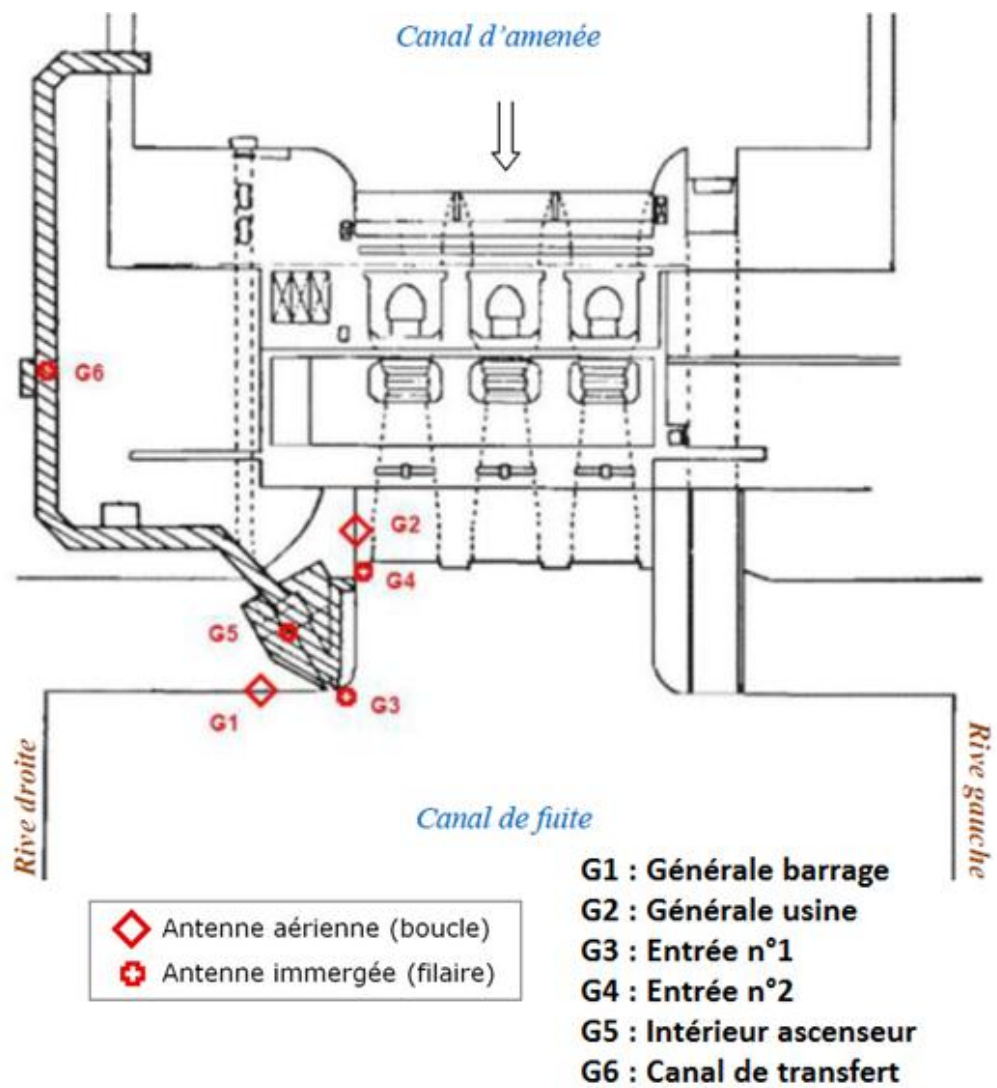 Canal d'amenée
G6
G2
G4
G5
G1
G3
Rive droite
Rive gauche
Canal de fuite
G1 : Générale barrage
G2 : Générale usine
G3 : Entrée n°1
G4 : Entrée n°2
G5 : Intérieur ascenseur
G6 : Canal de transfert
Antenne aérienne (boucle)
Antenne immergée (filaire)